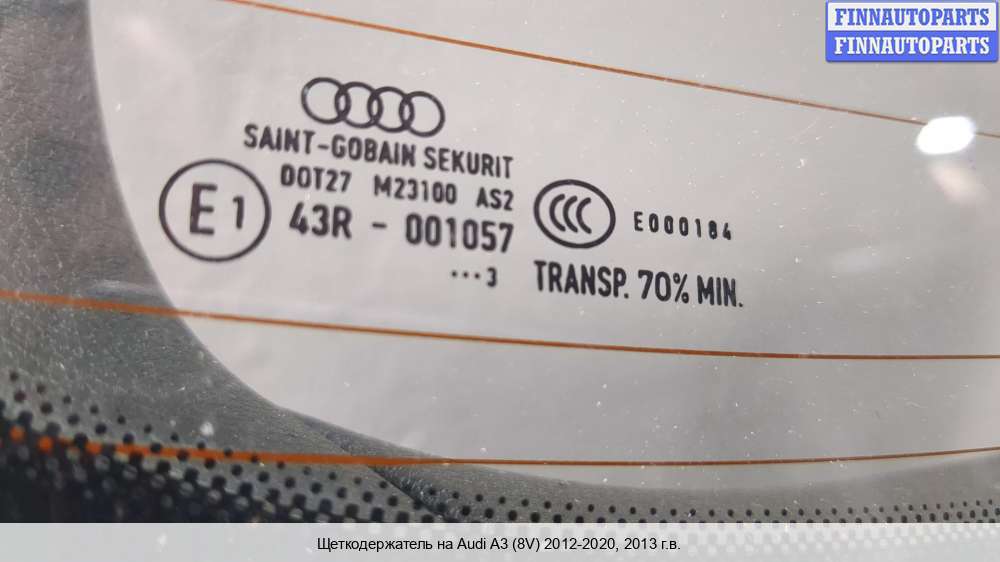 FINNAUTOPARTS
FINNAUTOPARTS
SAINT-GOBAIN SEKURIT
DOT27 M23100 AS2
E1 43R - 001057
CCC E000184
...3 TRANSP. 70% MIN.
Щеткодержатель на Audi A3 (8V) 2012-2020, 2013 г.в.